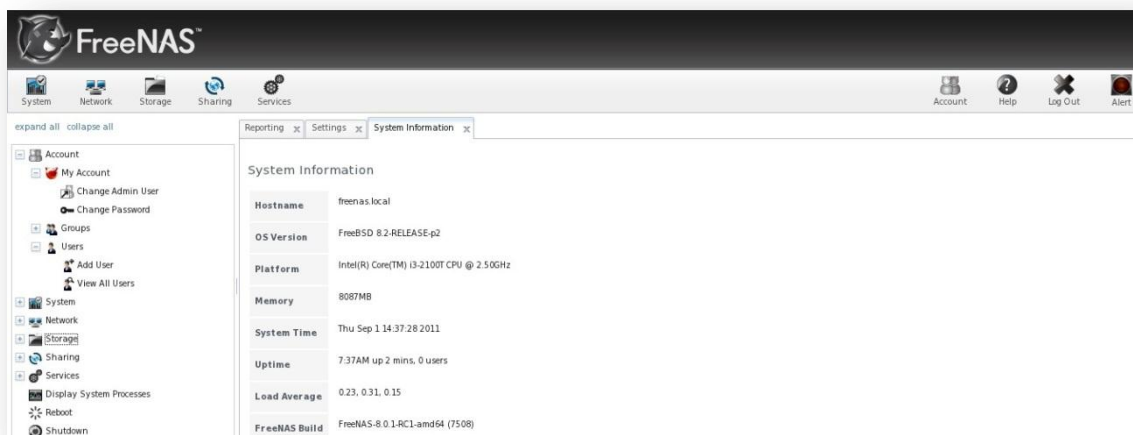 FreeNAS™
System Network Storage Sharing Services Account Help Log Out Alert
expand all collapse all
Account
My Account
Change Admin User
Change Password
Groups
Users
Add User
View All Users
System
Network
Storage
Sharing
Services
Display System Processes
Reboot
Shutdown
Reporting x Settings x System Information x
System Information
Hostname freenas.local
OS Version FreeBSD 8.2-RELEASE-p2
Platform Intel(R) Core(TM) i3-2100T CPU @ 2.50GHz
Memory 8087MB
System Time Thu Sep 1 14:37:28 2011
Uptime 7:37AM up 2 mins, 0 users
Load Average 0.23, 0.31, 0.15
FreeNAS Build FreeNAS-8.0.1-RC1-amd64 (7508)